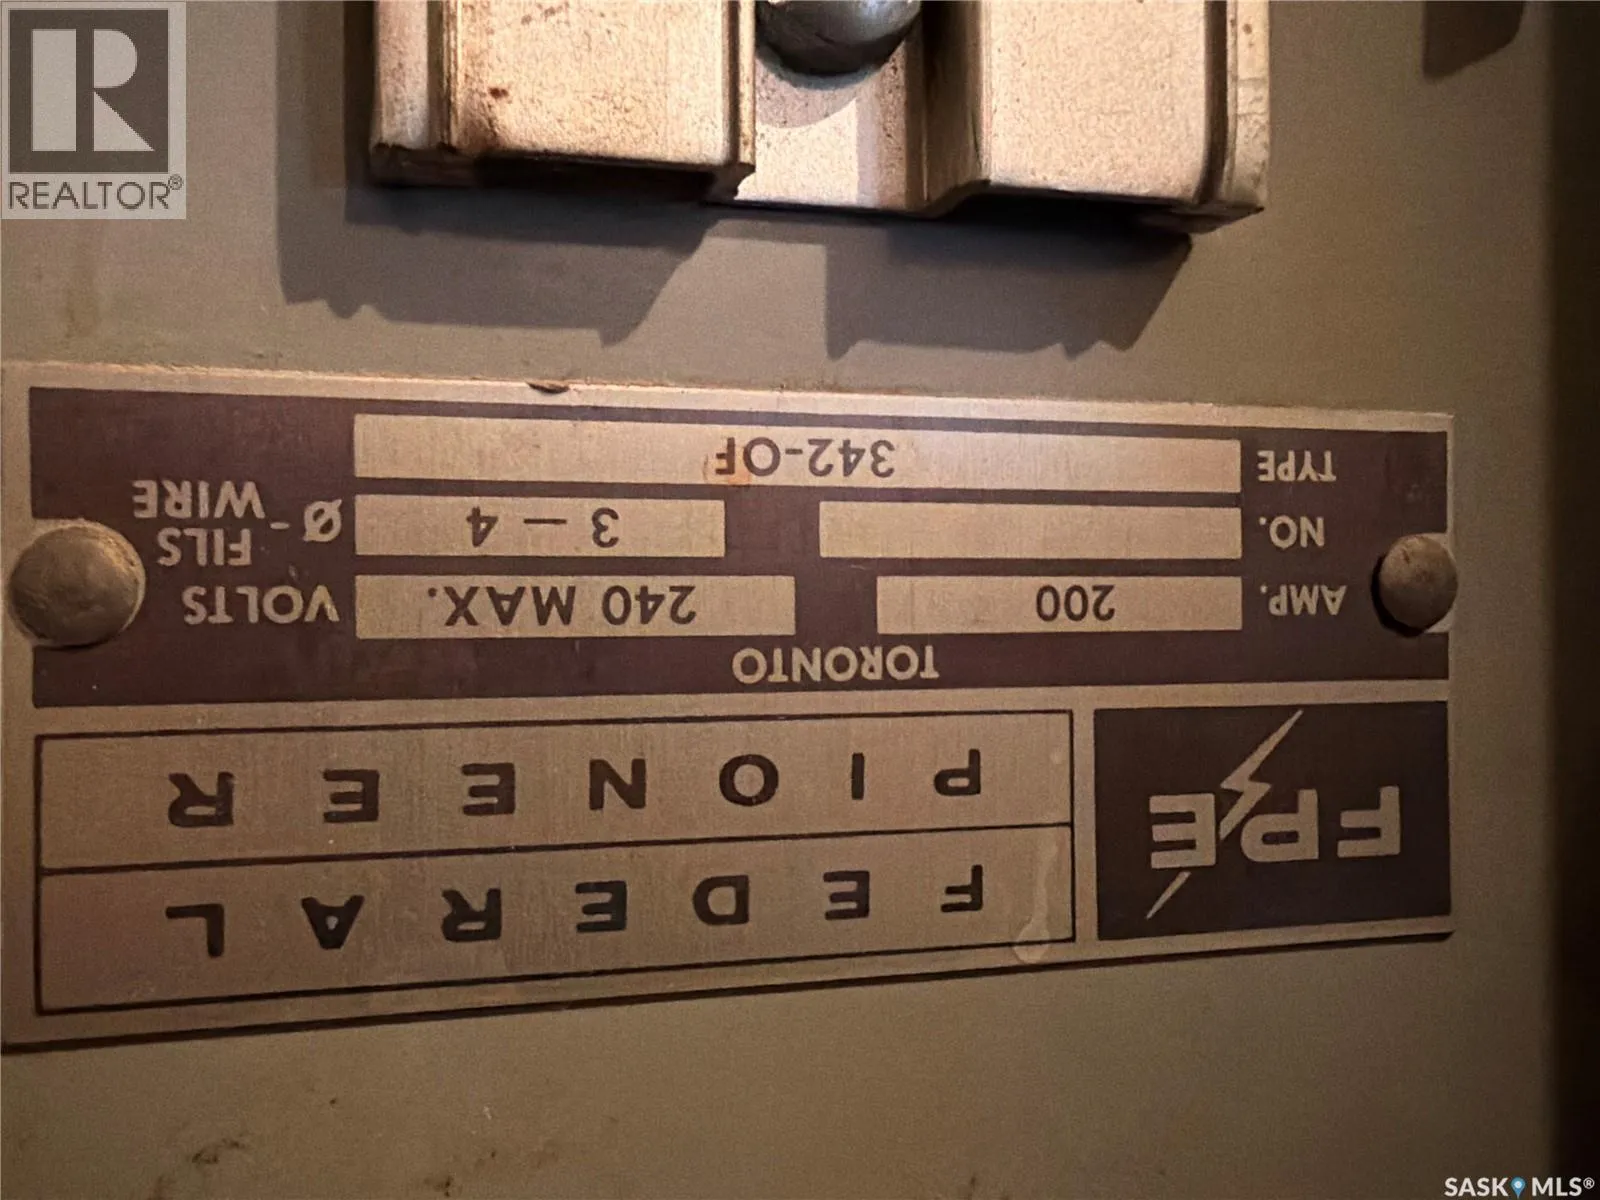 REALTOR®
FPE
FEDERAL
PIONEER
TORONTO
AMP. 200 VOLTS 240 MAX.
NO. Ø - FILS WIRE 3 — 4
TYPE 342-OF
SASK MLS®